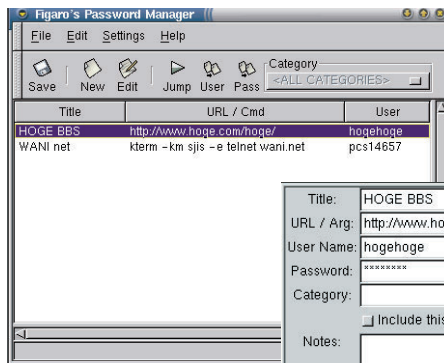 Figaro's Password Manager
File Edit Settings Help
Save New Edit Jump User Pass
Category
<ALL CATEGORIES>
Title URL / Cmd User
HOGE BBS http://www.hoge.com/hoge/ hogehoge
WANI net kterm -km sjis -e telnet wani.net pcs14657
Title: HOGE BBS
URL / Arg: http://www.ho
User Name: hogehoge
Password: ********
Category:
Include this
Notes: